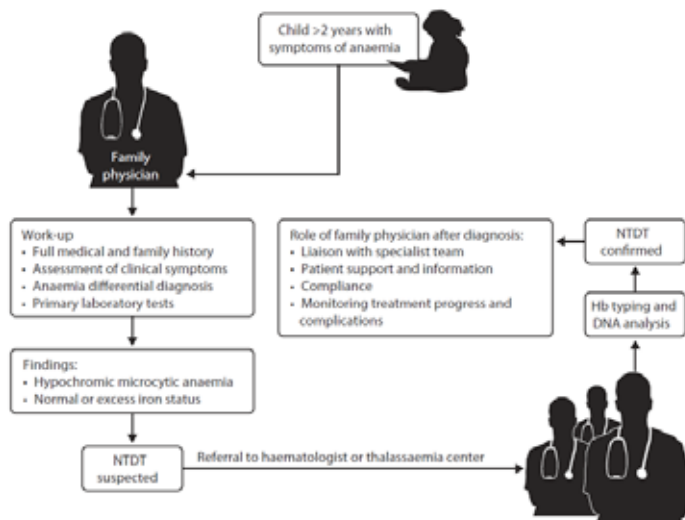 Child >2 years with
symptoms of anaemia
Family
physician
Work-up
• Full medical and family history
• Assessment of clinical symptoms
• Anaemia differential diagnosis
• Primary laboratory tests
Findings:
• Hypochromic microcytic anaemia
• Normal or excess iron status
NTDT
suspected
Referral to haematologist or thalassaemia center
Hb typing and
DNA analysis
NTDT
confirmed
Role of family physician after diagnosis:
• Liaison with specialist team
• Patient support and information
• Compliance
• Monitoring treatment progress and
complications